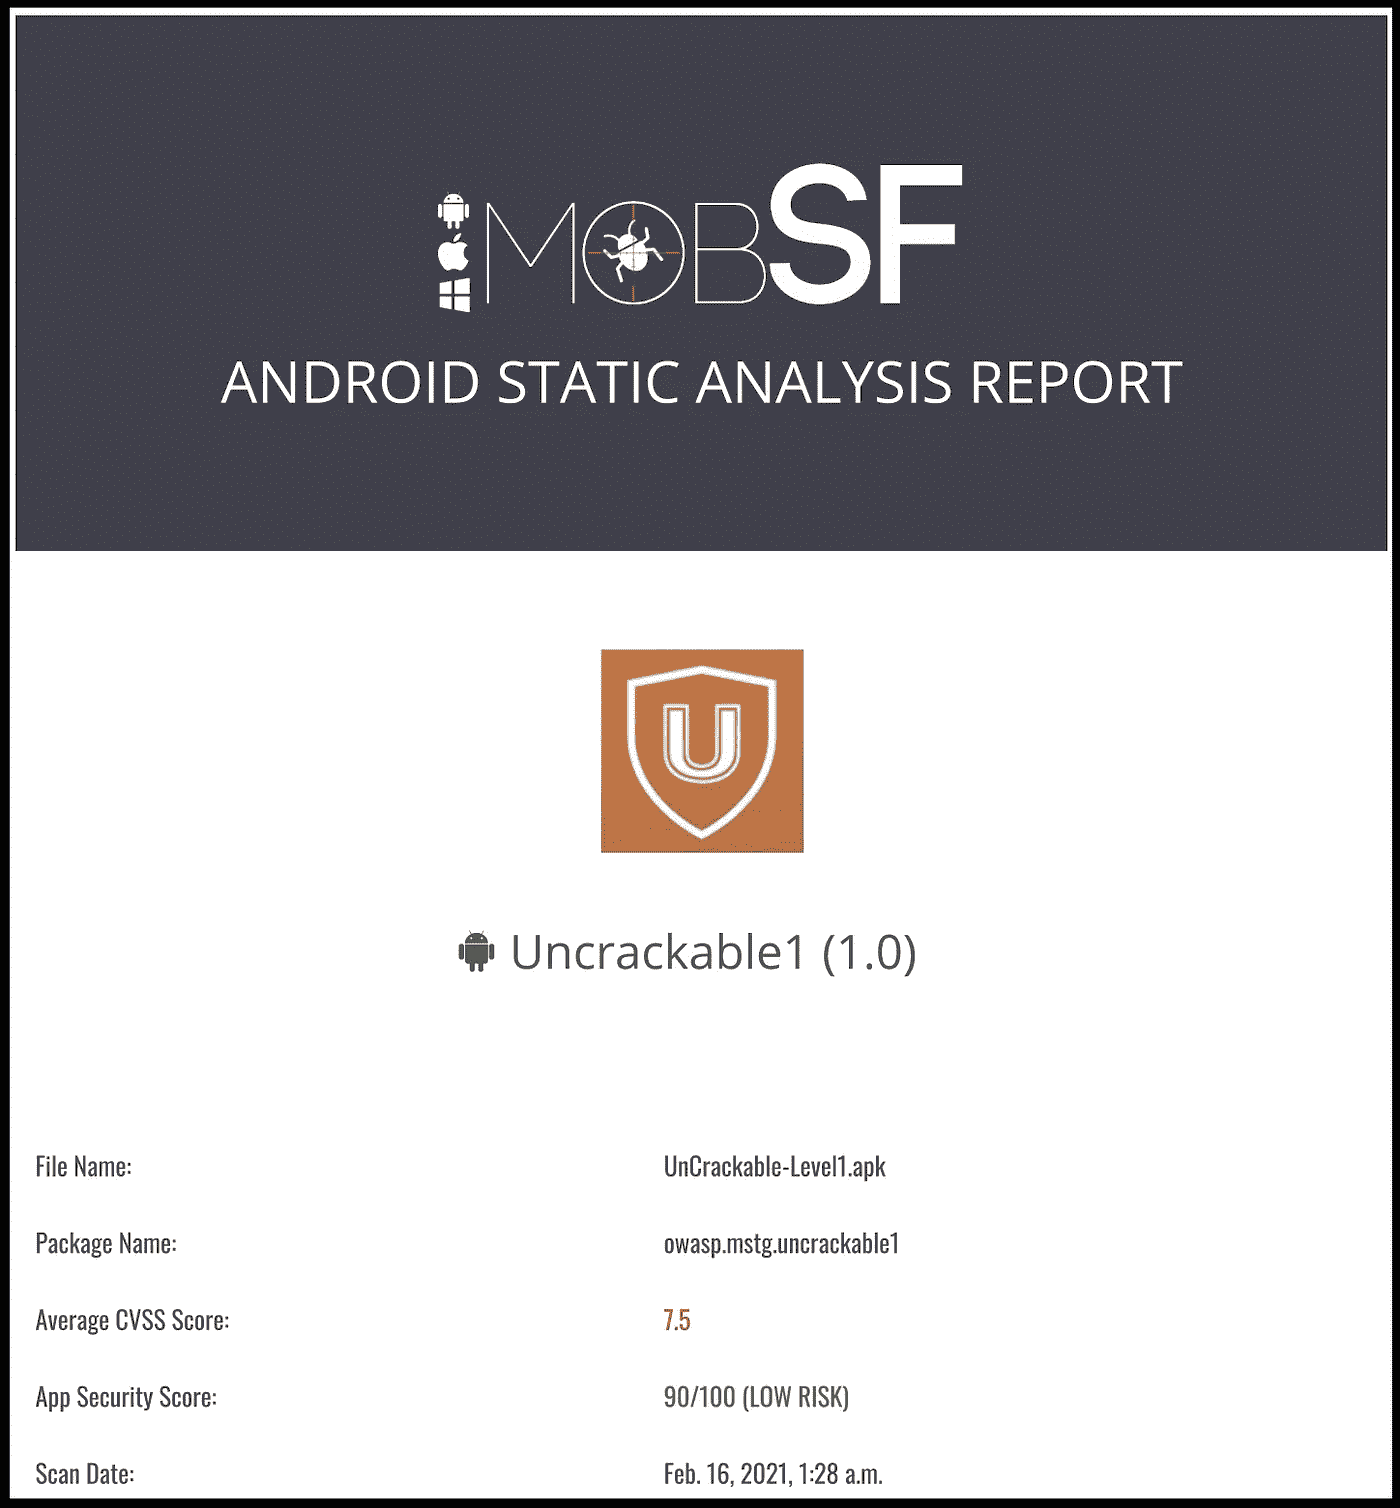 MOBSF
ANDROID STATIC ANALYSIS REPORT
U
Uncrackable1 (1.0)
File Name: UnCrackable-Level1.apk
Package Name: owasp.mstg.uncrackable1
Average CVSS Score: 7.5
App Security Score: 90/100 (LOW RISK)
Scan Date: Feb. 16, 2021, 1:28 a.m.